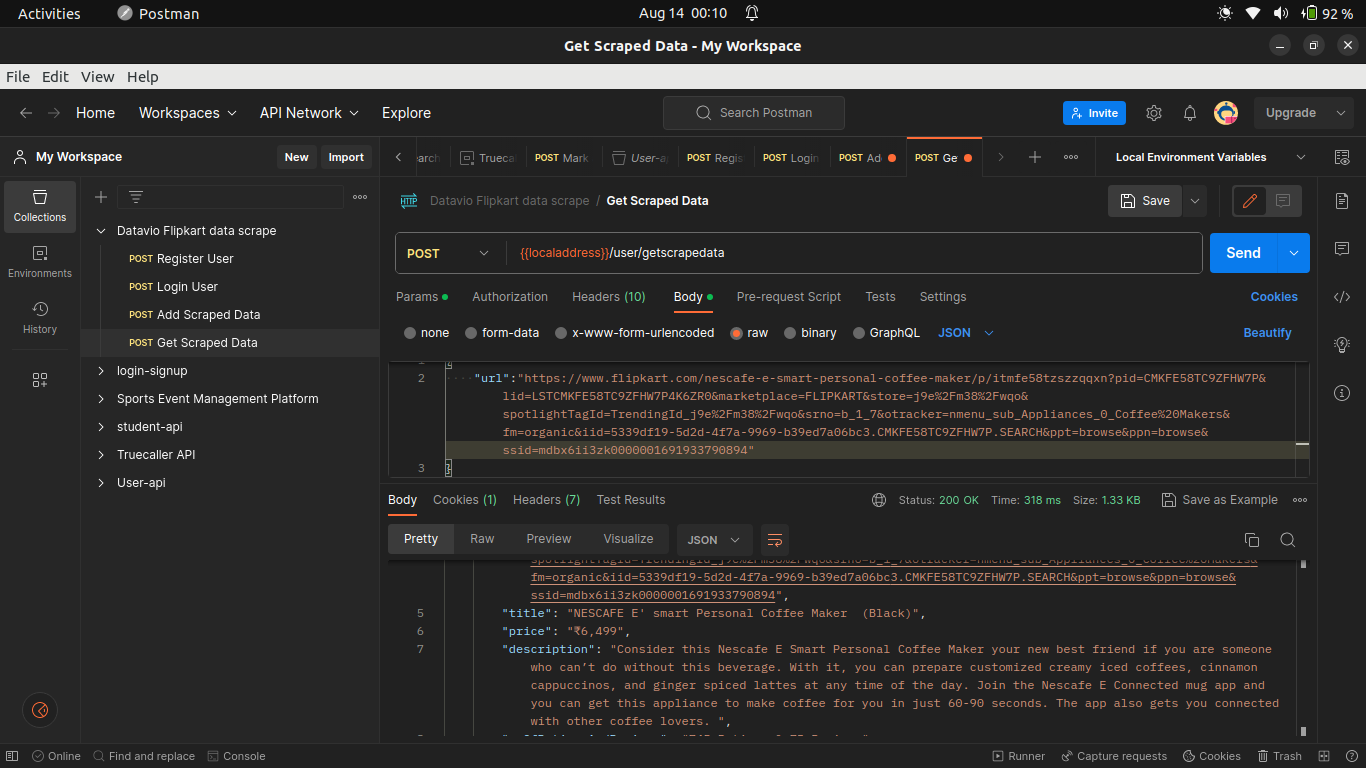 Activities Postman Aug 14 00:10 92 %
Get Scraped Data - My Workspace
File Edit View Help
Home Workspaces API Network Explore Search Postman Invite Upgrade
My Workspace New Import
earch Truecal POST Mark User-a POST Regis POST Login POST Ad POST Ge Local Environment Variables
Collections
Environments
History
Datavio Flipkart data scrape
POST Register User
POST Login User
POST Add Scraped Data
POST Get Scraped Data
login-signup
Sports Event Management Platform
student-api
Truecaller API
User-api
HTTP Datavio Flipkart data scrape / Get Scraped Data Save
POST {{localaddress}}/user/getscrapedata Send
Params Authorization Headers (10) Body Pre-request Script Tests Settings Cookies
none form-data x-www-form-urlencoded raw binary GraphQL JSON Beautify
1 {
2 "url":"https://www.flipkart.com/nescafe-e-smart-personal-coffee-maker/p/itmfe58tzszzqqxn?pid=CMKFE58TC9ZFHW7P&
lid=LSTCMKFE58TC9ZFHW7P4K6ZR0&marketplace=FLIPKART&store=j9e%2Fm38%2Fwqo&
spotlightTagId=TrendingId_j9e%2Fm38%2Fwqo&srno=b_1_7&otracker=nmenu_sub_Appliances_0_Coffee%20Makers&
fm=organic&iid=5339df19-5d2d-4f7a-9969-b39ed7a06bc3.CMKFE58TC9ZFHW7P.SEARCH&ppt=browse&ppn=browse&
ssid=mdbx6ii3zk0000001691933790894"
3 }
Body Cookies (1) Headers (7) Test Results Status: 200 OK Time: 318 ms Size: 1.33 KB Save as Example
Pretty Raw Preview Visualize JSON
spotlightTagId=TrendingId_j9e%2Fm38%2Fwqo&srno=b_1_7&otracker=nmenu_sub_Appliances_0_Coffee%20Makers&
fm=organic&iid=5339df19-5d2d-4f7a-9969-b39ed7a06bc3.CMKFE58TC9ZFHW7P.SEARCH&ppt=browse&ppn=browse&
ssid=mdbx6ii3zk0000001691933790894",
5 "title": "NESCAFE E' smart Personal Coffee Maker  (Black)",
6 "price": "₹6,499",
7 "description": "Consider this Nescafe E Smart Personal Coffee Maker your new best friend if you are someone
who can’t do without this beverage. With it, you can prepare customized creamy iced coffees, cinnamon
cappuccinos, and ginger spiced lattes at any time of the day. Join the Nescafe E Connected mug app and
you can get this appliance to make coffee for you in just 60-90 seconds. The app also gets you connected
with other coffee lovers. ",
Online Find and replace Console Runner Capture requests Cookies Trash